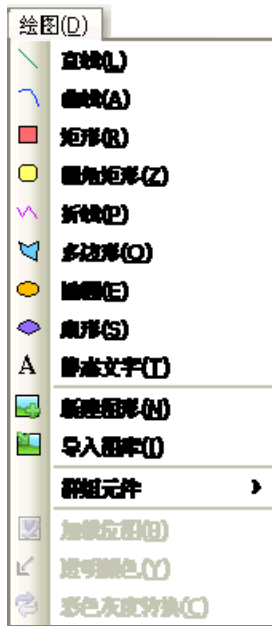 绘图(D)
直线(L)
曲线(A)
矩形(R)
圆角矩形(Z)
折线(P)
多边形(O)
椭圆(E)
扇形(S)
A 静态文字(T)
新建图形(N)
导入图库(I)
群组元件
加载位图(B)
透明颜色(Y)
彩色灰度转换(C)